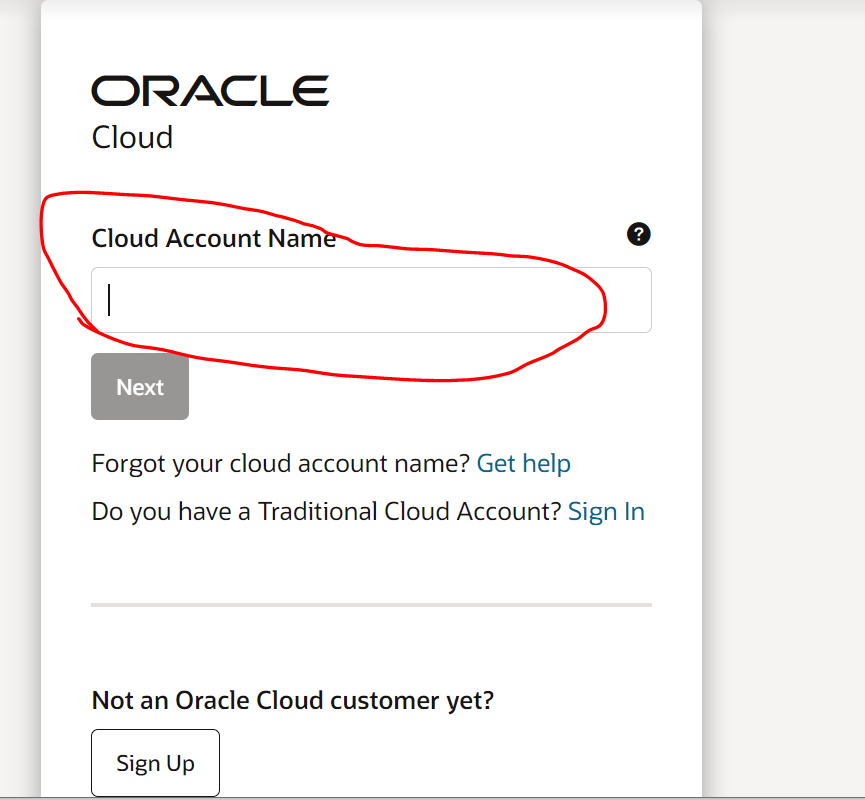 ORACLE
Cloud
Cloud Account Name
?
Next
Forgot your cloud account name? Get help
Do you have a Traditional Cloud Account? Sign In
Not an Oracle Cloud customer yet?
Sign Up